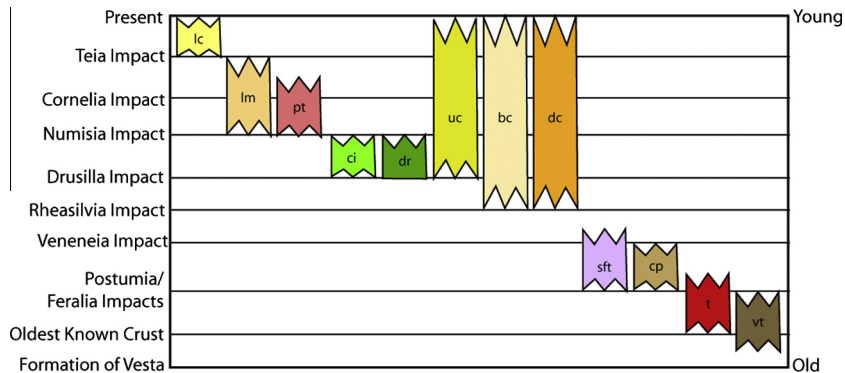 Present
Young
lc
Teia Impact
lm
Cornelia Impact
pt
uc
bc
dc
Numisia Impact
ci
dr
Drusilla Impact
Rheasilvia Impact
Veneneia Impact
sft
cp
Postumia/
Feralia Impacts
t
vt
Oldest Known Crust
Formation of Vesta
Old